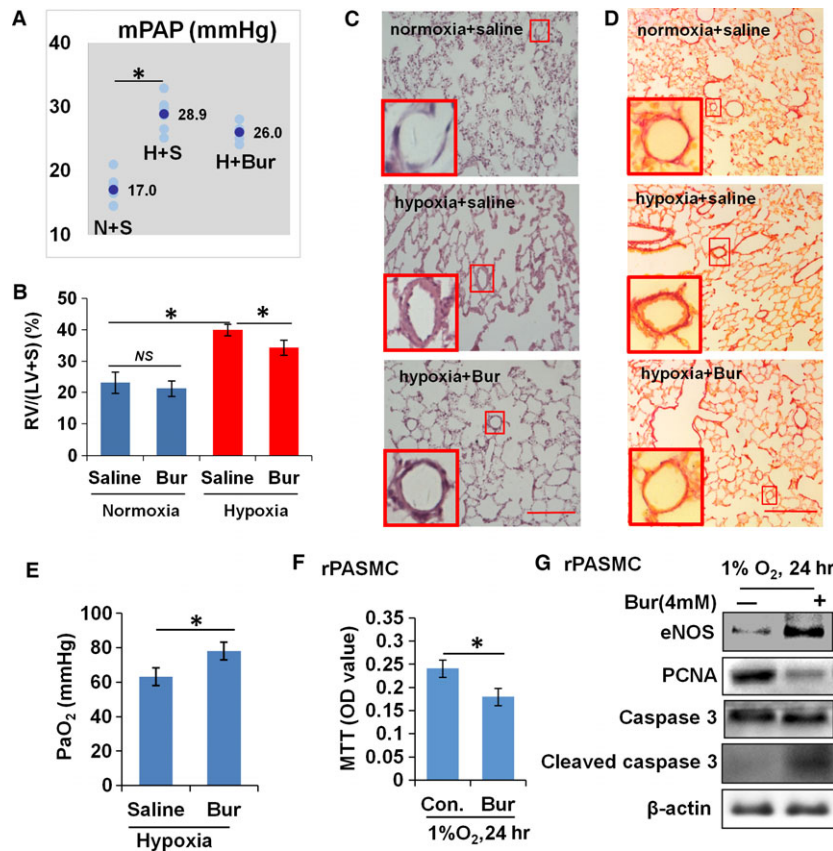 A
mPAP (mmHg)
40
30
20
10
*
28.9
H+S
26.0
H+Bur
17.0
N+S
B
RV/(LV+S) (%)
50
40
30
20
10
0
NS
*
*
Saline Bur Saline Bur
Normoxia Hypoxia
C
normoxia+saline
hypoxia+saline
hypoxia+Bur
D
normoxia+saline
hypoxia+saline
hypoxia+Bur
E
PaO2 (mmHg)
100
80
60
40
20
0
*
Saline Bur
Hypoxia
F rPASMC
MTT (OD value)
0.35
0.3
0.25
0.2
0.15
0.1
0.05
0
*
Con. Bur
1%O2,24 hr
G rPASMC
1% O2, 24 hr
Bur(4mM) — +
eNOS
PCNA
Caspase 3
Cleaved caspase 3
β-actin